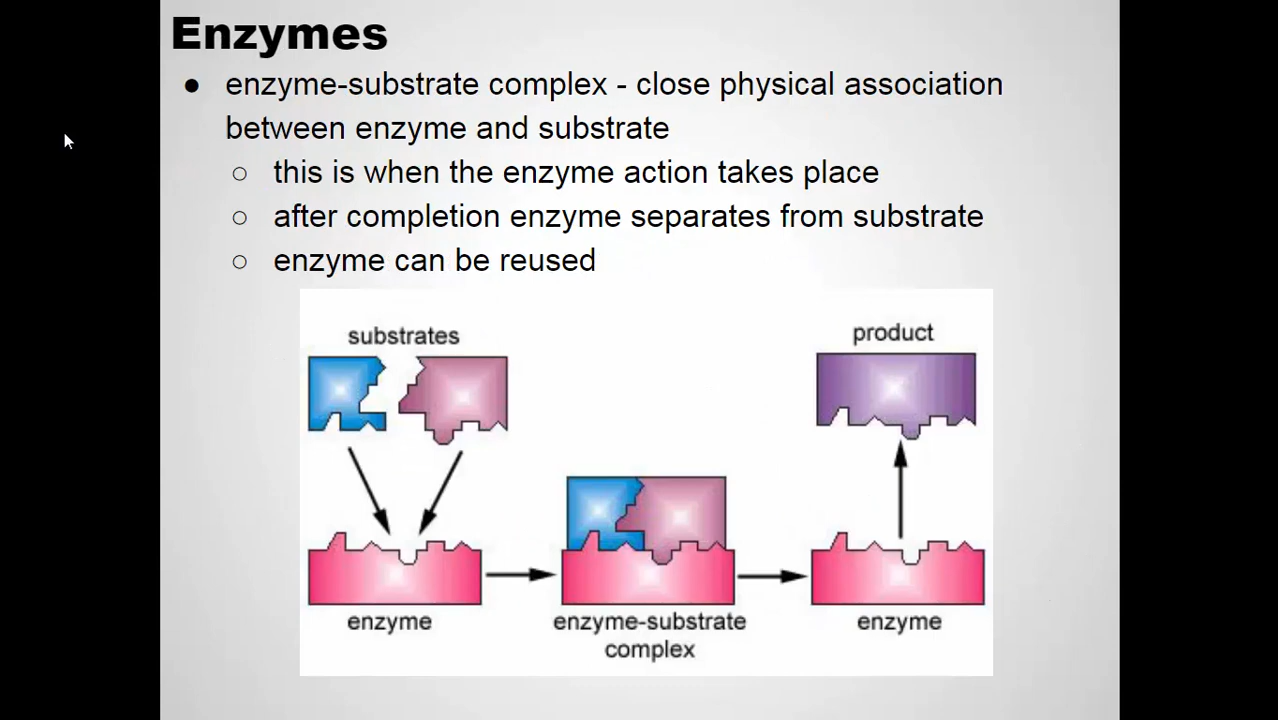 Enzymes
● enzyme-substrate complex - close physical association
between enzyme and substrate
○ this is when the enzyme action takes place
○ after completion enzyme separates from substrate
○ enzyme can be reused
substrates
product
enzyme
enzyme-substrate
complex
enzyme